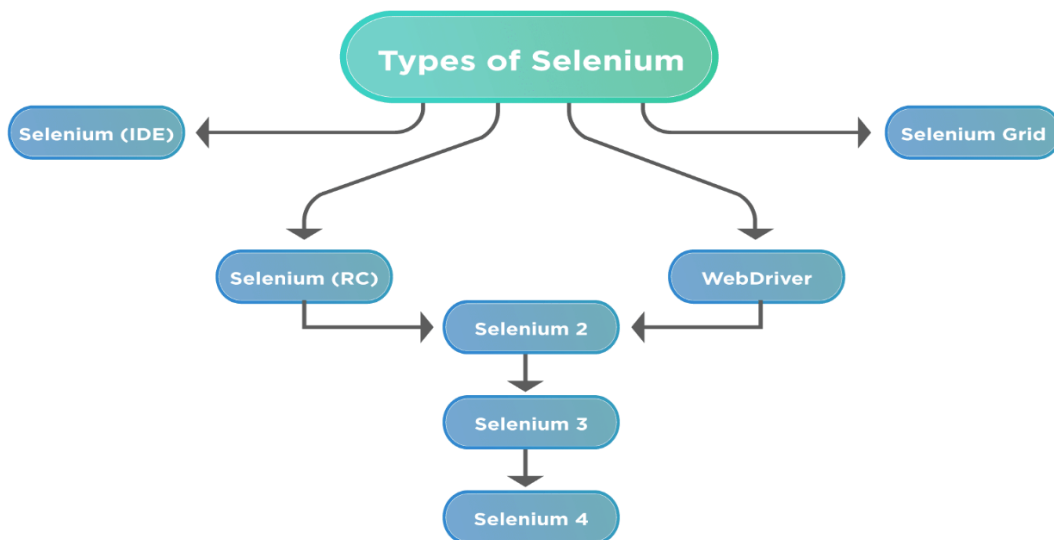 Types of Selenium
Selenium (IDE)
Selenium Grid
Selenium (RC)
WebDriver
Selenium 2
Selenium 3
Selenium 4